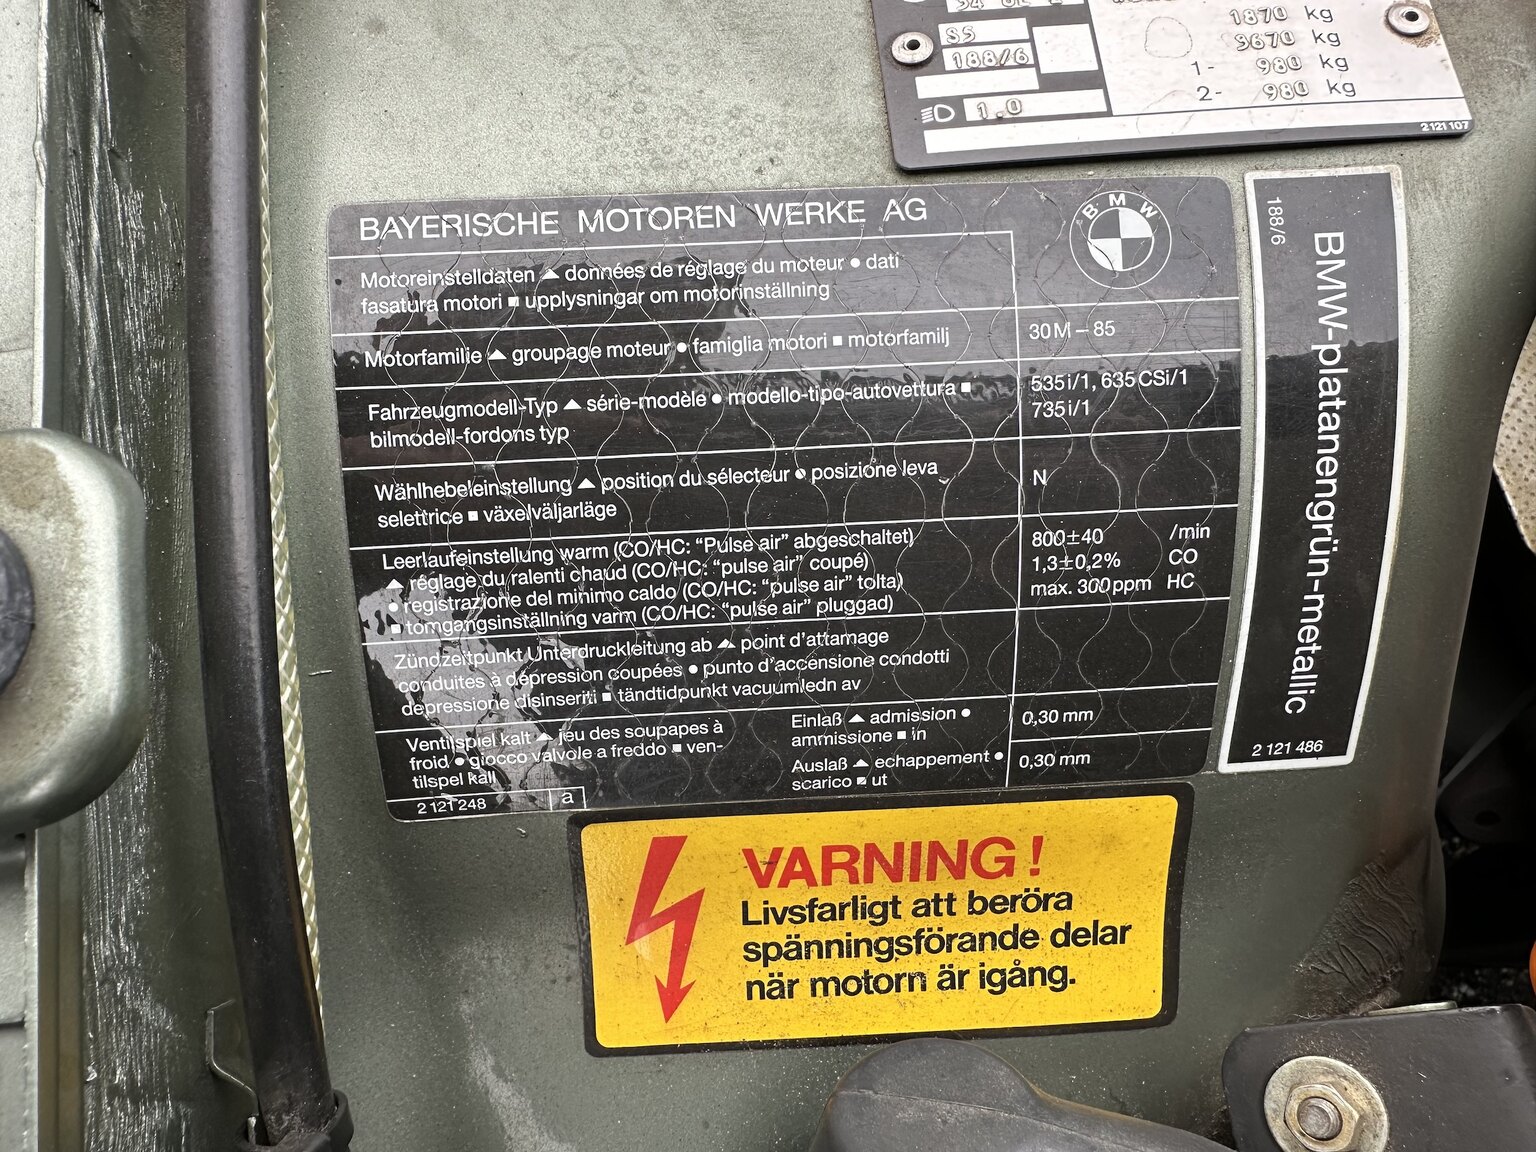 1870 kg
SS
3670 kg
188/6
1- 980 kg
2- 980 kg
1.0
2 121 107
BAYERISCHE MOTOREN WERKE AG
BMW
Motoreinstelldaten ▲ données de réglage du moteur ● dati
fasatura motori ■ upplysningar om motorinställning
Motorfamilie ▲ groupage moteur ● famiglia motori ■ motorfamilj
30 M – 85
Fahrzeugmodell-Typ ▲ série-modèle ● modello-tipo-autovettura ■
bilmodell-fordons typ
535 i/1, 635 CSi/1
735 i/1
Wählhebeleinstellung ▲ position du sélecteur ● posizione leva
selettrice ■ växelväljarläge
N
Leerlaufeinstellung warm (CO/HC: “Pulse air” abgeschaltet)
▲ réglage du ralenti chaud (CO/HC: “pulse air” coupé)
● registrazione del minimo caldo (CO/HC: “pulse air” tolta)
■ tomgangsinställning varm (CO/HC: “pulse air” pluggad)
800±40 /min
1,3±0,2% CO
max. 300 ppm HC
Zündzeitpunkt Unterdruckleitung ab ▲ point d’attamage
conduites à dépression coupées ● punto d’accensione condotti
depressione disinseriti ■ tändtidpunkt vacuumledn av
Ventilspiel kalt ▲ jeu des soupapes à
froid ● giocco valvole a freddo ■ ven-
tilspel kall
Einlaß ▲ admission ●
ammissione ■ in
0,30 mm
Auslaß ▲ echappement ●
scarico ■ ut
0,30 mm
2 121 248 a
188/6
BMW-platanengrün-metallic
2 121 486
VARNING !
Livsfarligt att beröra
spänningsförande delar
när motorn är igång.